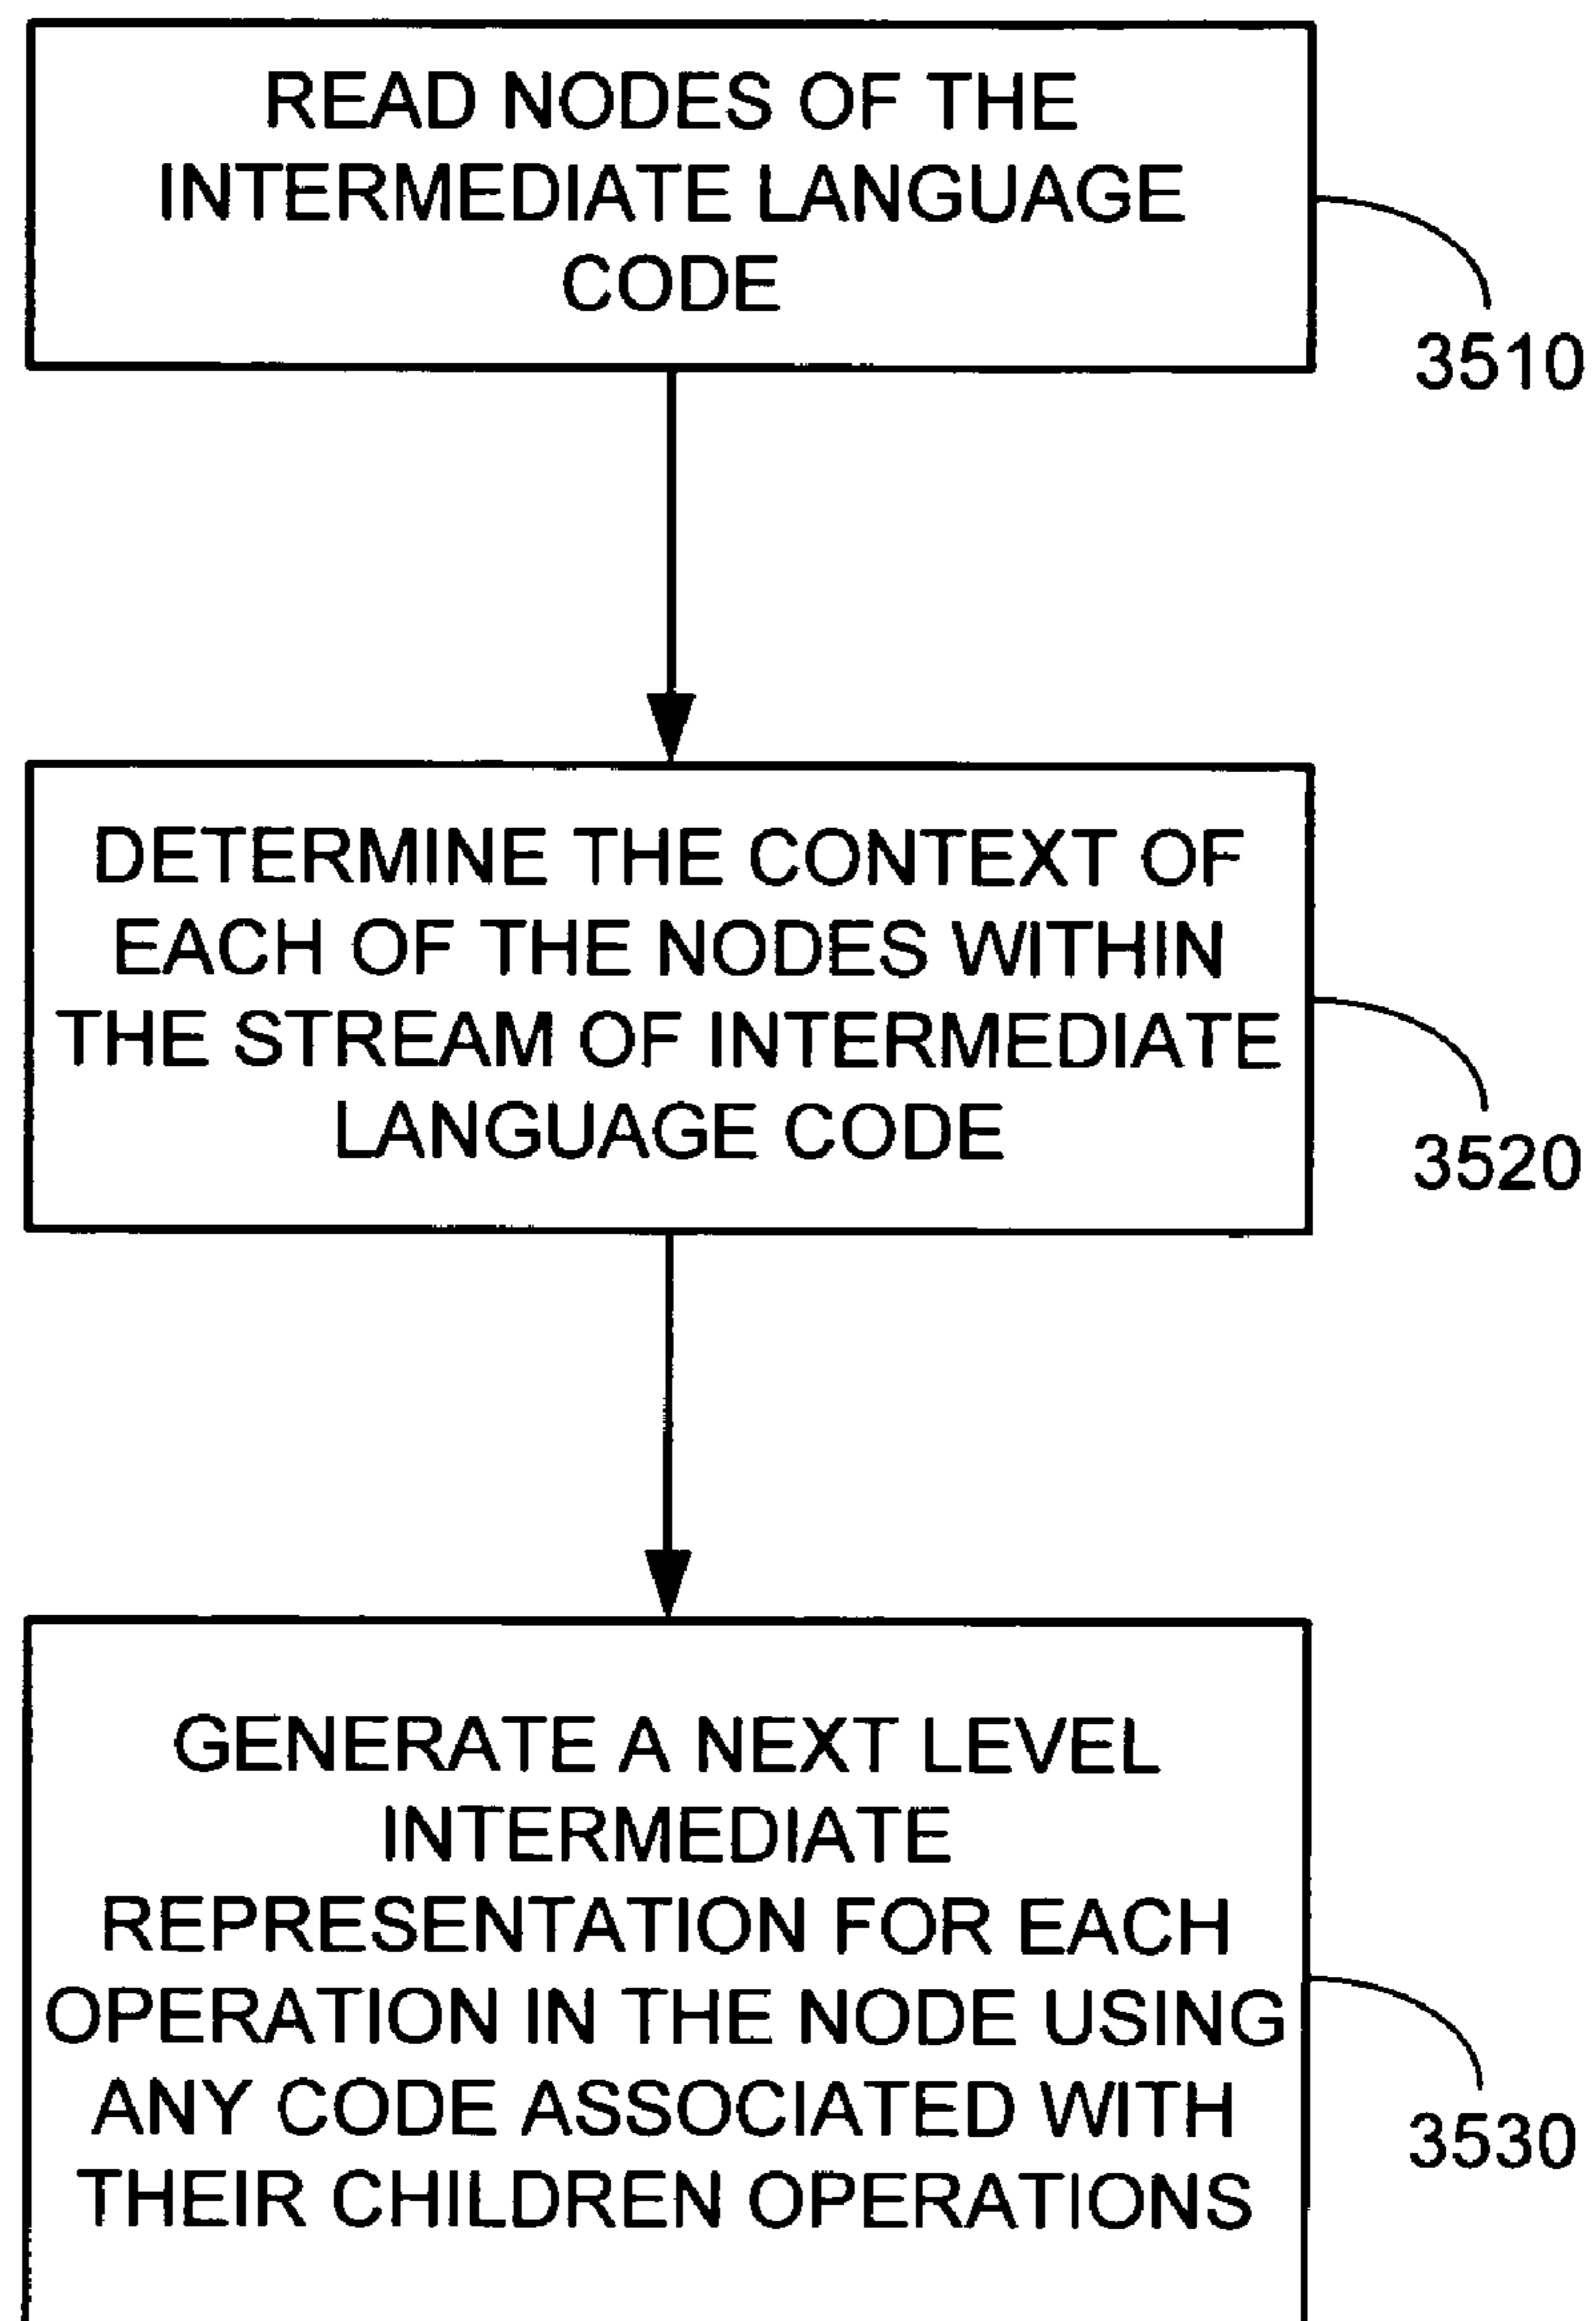 READ NODES OF THE
INTERMEDIATE LANGUAGE
CODE
3510
DETERMINE THE CONTEXT OF
EACH OF THE NODES WITHIN
THE STREAM OF INTERMEDIATE
LANGUAGE CODE
3520
GENERATE A NEXT LEVEL
INTERMEDIATE
REPRESENTATION FOR EACH
OPERATION IN THE NODE USING
ANY CODE ASSOCIATED WITH
THEIR CHILDREN OPERATIONS
3530